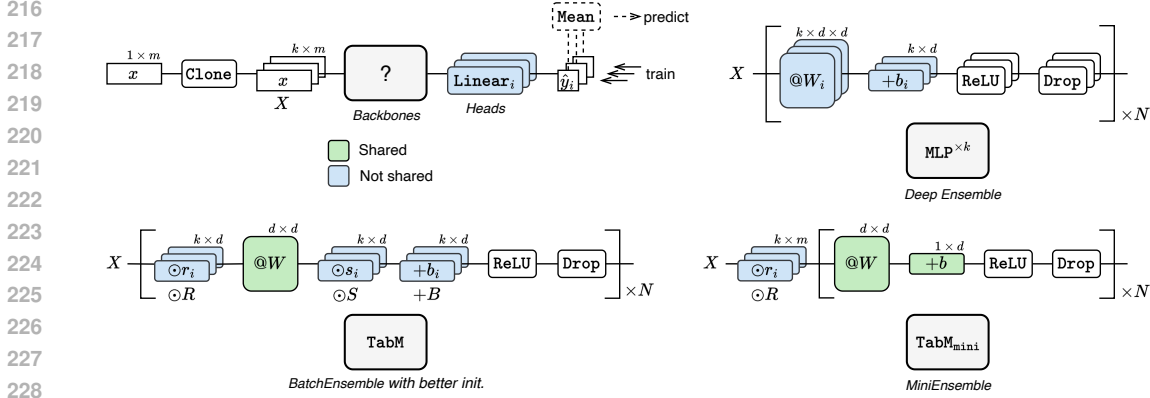 216
217
218
219
220
221
222
223
224
225
226
227
228
1 × m
x
Clone
k × m
x
X
?
Backbones
Linear_i
Heads
Mean
predict
ŷ_i
train
Shared
Not shared
X
k × d × d
@W_i
k × d
+b_i
ReLU
Drop
×N
MLP^{×k}
Deep Ensemble
X
k × d
⊙r_i
⊙R
d × d
@W
k × d
⊙s_i
⊙S
k × d
+b_i
+B
ReLU
Drop
×N
TabM
BatchEnsemble with better init.
X
k × m
⊙r_i
⊙R
d × d
@W
1 × d
+b
ReLU
Drop
×N
TabM_mini
MiniEnsemble